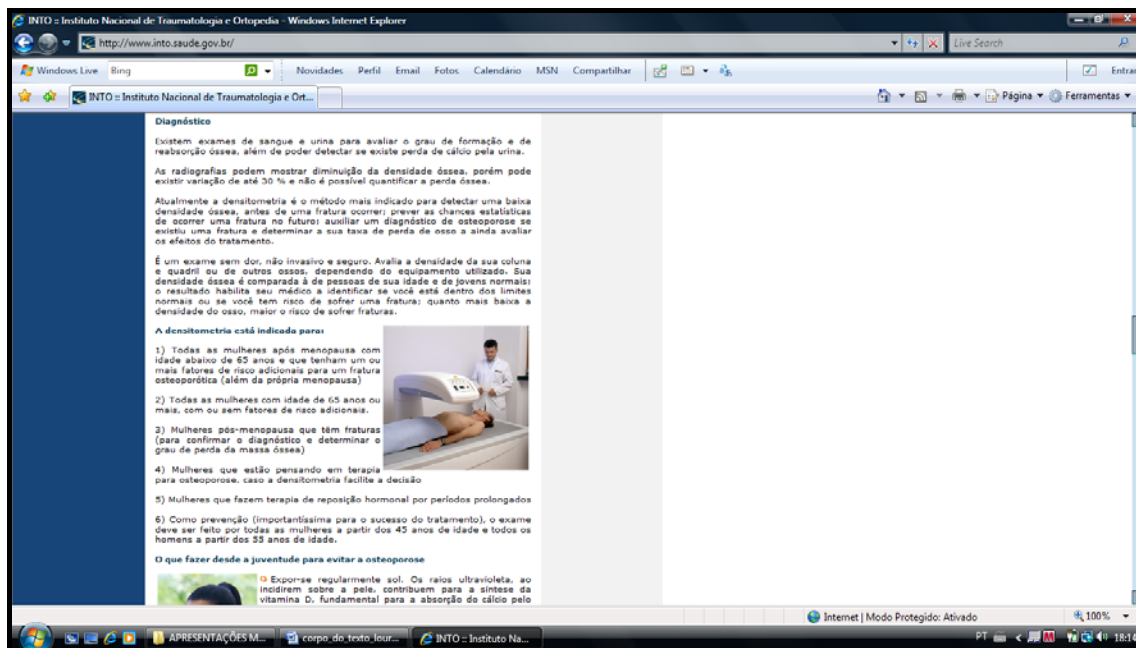 INTO :: Instituto Nacional de Traumatologia e Ortopedia - Windows Internet Explorer
http://www.into.saude.gov.br/
Live Search
Windows Live Bing Novidades Perfil Email Fotos Calendário MSN Compartilhar Entrar
INTO :: Instituto Nacional de Traumatologia e Ort... Página Ferramentas
Diagnóstico
Existem exames de sangue e urina para avaliar o grau de formação e de
reabsorção óssea, além de poder detectar se existe perda de cálcio pela urina.
As radiografias podem mostrar diminuição da densidade óssea, porém pode
existir variação de até 30 % e não é possível quantificar a perda óssea.
Atualmente a densitometria é o método mais indicado para detectar uma baixa
densidade óssea, antes de uma fratura ocorrer; prever as chances estatísticas
de ocorrer uma fratura no futuro; auxiliar um diagnóstico de osteoporose se
existiu uma fratura e determinar a sua taxa de perda de osso a ainda avaliar
os efeitos do tratamento.
É um exame sem dor, não invasivo e seguro. Avalia a densidade da sua coluna
e quadril ou de outros ossos, dependendo do equipamento utilizado. Sua
densidade óssea é comparada à de pessoas de sua idade e de jovens normais;
o resultado habilita seu médico a identificar se você está dentro dos limites
normais ou se você tem risco de sofrer uma fratura; quanto mais baixa a
densidade do osso, maior o risco de sofrer fraturas.
A densitometria está indicada para:
1) Todas as mulheres após menopausa com
idade abaixo de 65 anos e que tenham um ou
mais fatores de risco adicionais para um fratura
osteoporótica (além da própria menopausa)
2) Todas as mulheres com idade de 65 anos ou
mais, com ou sem fatores de risco adicionais.
3) Mulheres pós-menopausa que têm fraturas
(para confirmar o diagnóstico e determinar o
grau de perda da massa óssea)
4) Mulheres que estão pensando em terapia
para osteoporose, caso a densitometria facilite a decisão
5) Mulheres que fazem terapia de reposição hormonal por períodos prolongados
6) Como prevenção (importantíssima para o sucesso do tratamento), o exame
deve ser feito por todas as mulheres a partir dos 45 anos de idade e todos os
homens a partir dos 55 anos de idade.
O que fazer desde a juventude para evitar a osteoporose
Expor-se regularmente sol. Os raios ultravioleta, ao
incidirem sobre a pele, contribuem para a síntese da
vitamina D, fundamental para a absorção do cálcio pelo
Internet | Modo Protegido: Ativado 100%
APRESENTAÇÕES M... corpo_do_texto_lour... INTO :: Instituto Na... PT 18:14